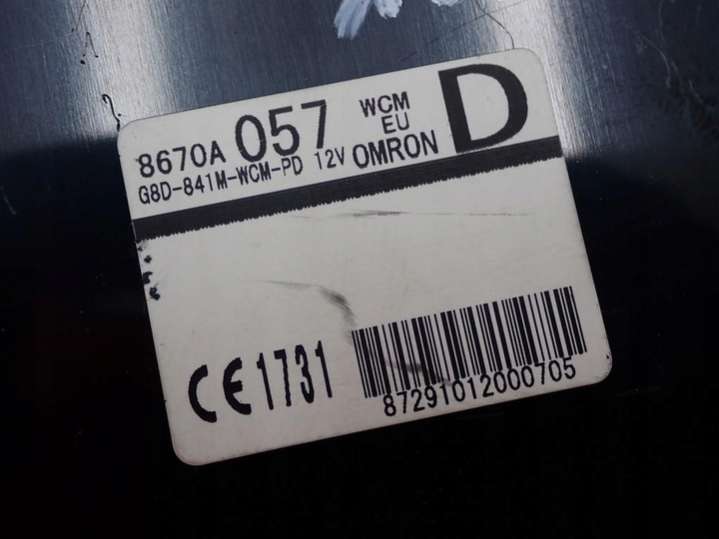 8670A 057 WCM EU D
G8D-841M-WCM-PD 12V OMRON
CE 1731
87291012000705